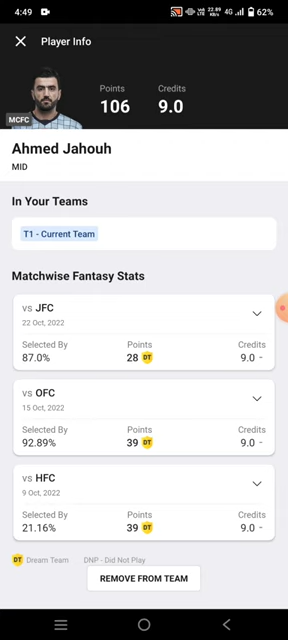 4:49 22.89 KB/s 4G 62%
Player Info
Points Credits
106 9.0
MCFC
Ahmed Jahouh
MID
In Your Teams
T1 - Current Team
Matchwise Fantasy Stats
vs JFC
22 Oct, 2022
Selected By Points Credits
87.0% 28 DT 9.0 -
vs OFC
15 Oct, 2022
Selected By Points Credits
92.89% 39 DT 9.0 -
vs HFC
9 Oct, 2022
Selected By Points Credits
21.16% 39 DT 9.0 -
DT Dream Team DNP - Did Not Play
REMOVE FROM TEAM